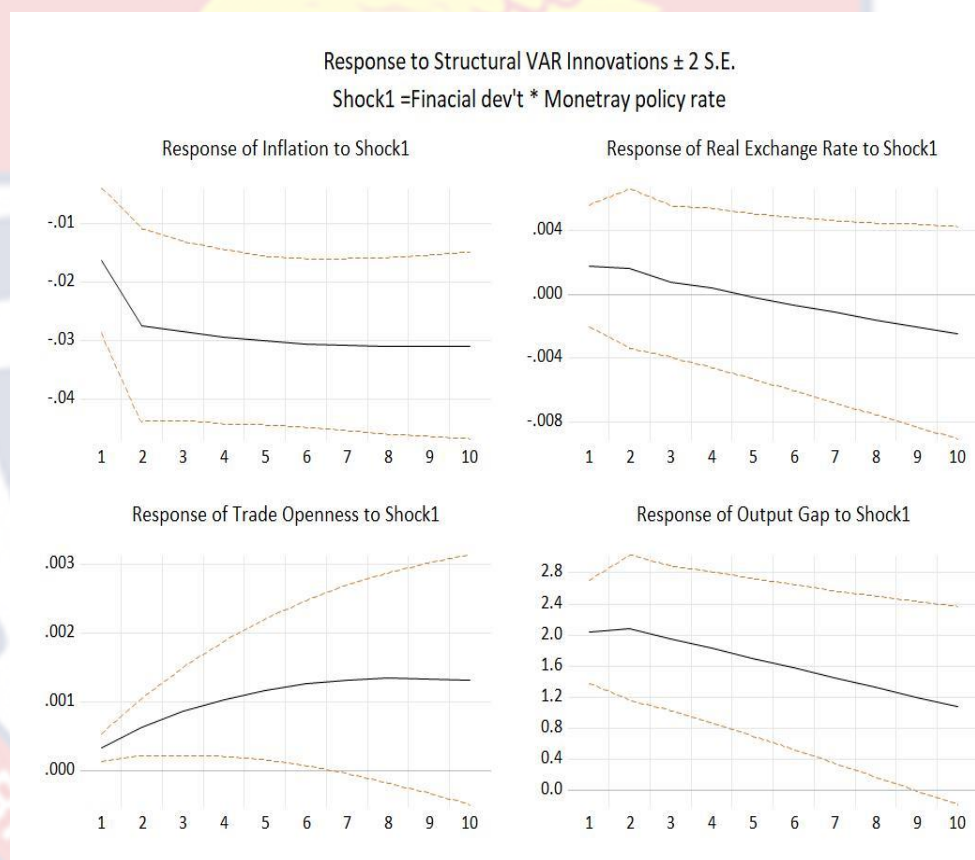 Response to Structural VAR Innovations ± 2 S.E.
Shock1 =Finacial dev't * Monetray policy rate
Response of Inflation to Shock1
-.01
-.02
-.03
-.04
1 2 3 4 5 6 7 8 9 10
Response of Real Exchange Rate to Shock1
.004
.000
-.004
-.008
1 2 3 4 5 6 7 8 9 10
Response of Trade Openness to Shock1
.003
.002
.001
.000
1 2 3 4 5 6 7 8 9 10
Response of Output Gap to Shock1
2.8
2.4
2.0
1.6
1.2
0.8
0.4
0.0
1 2 3 4 5 6 7 8 9 10